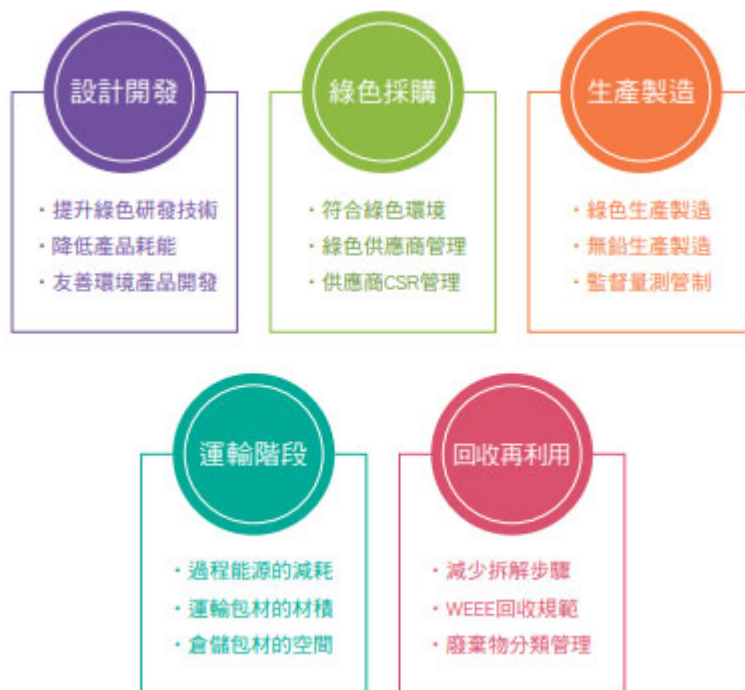 設計開發
・提升綠色研發技術
・降低產品耗能
・友善環境產品開發
綠色採購
・符合綠色環境
・綠色供應商管理
・供應商CSR管理
生產製造
・綠色生產製造
・無鉛生產製造
・監督量測管制
運輸階段
・過程能源的減耗
・運輸包材的材積
・倉儲包材的空間
回收再利用
・減少拆解步驟
・WEEE回收規範
・廢棄物分類管理